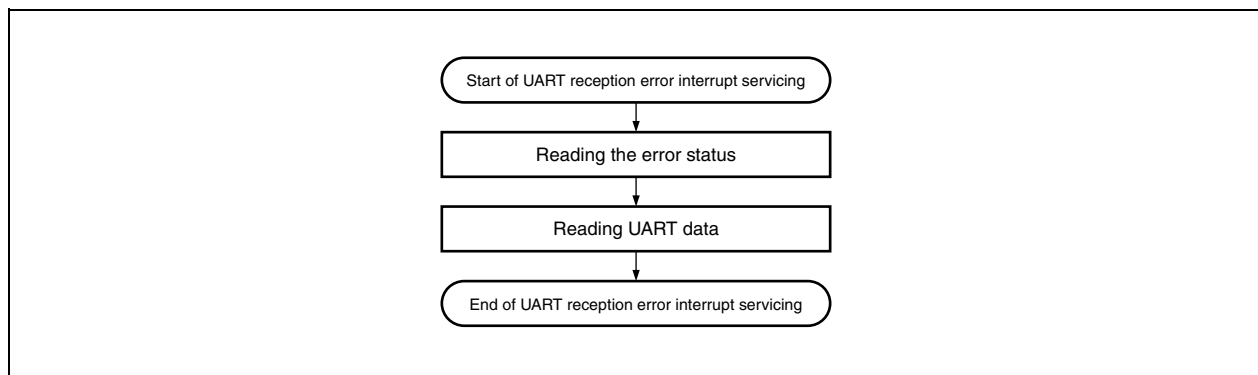 Start of UART reception error interrupt servicing
Reading the error status
Reading UART data
End of UART reception error interrupt servicing